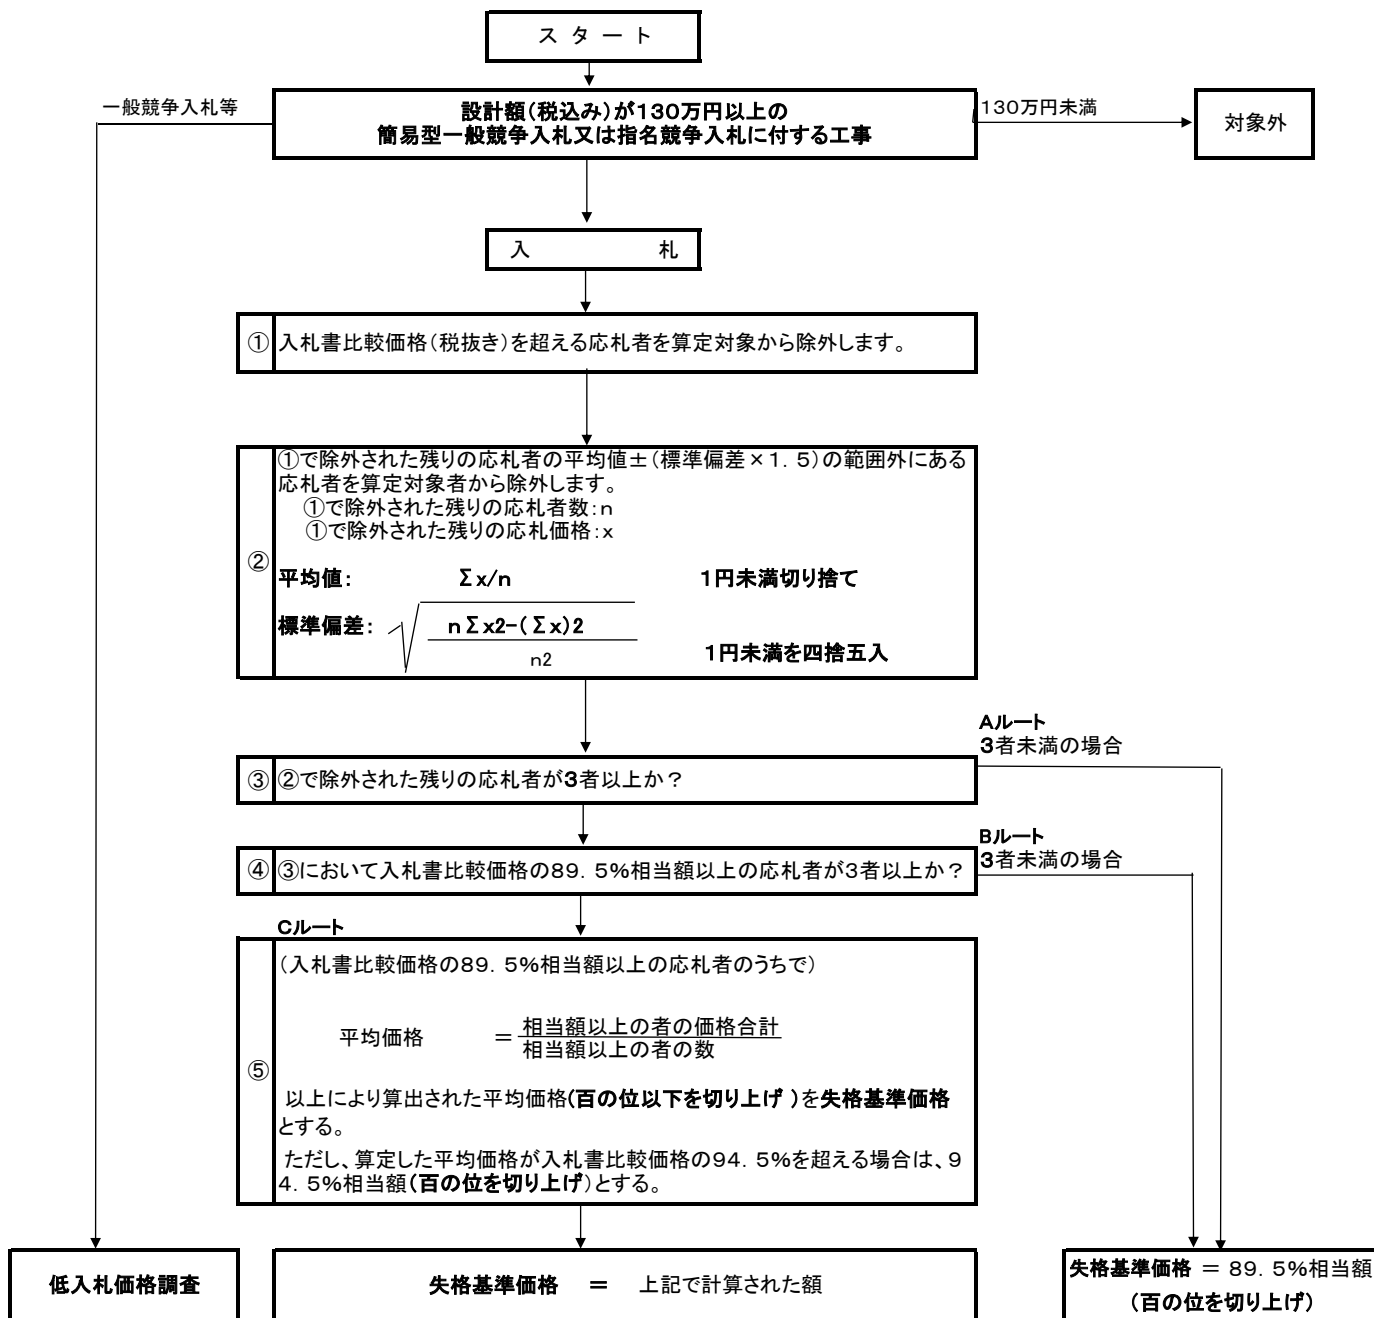 スタート
一般競争入札等
設計額(税込み)が130万円以上の
簡易型一般競争入札又は指名競争入札に付する工事
130万円未満
対象外
入　　　　札
① 入札書比較価格(税抜き)を超える応札者を算定対象から除外します。
②
①で除外された残りの応札者の平均値±(標準偏差×1.5)の範囲外にある
応札者を算定対象者から除外します。
①で除外された残りの応札者数:n
①で除外された残りの応札価格:x
平均値: Σx/n 1円未満切り捨て
標準偏差: √ nΣx2-(Σx)2
n2
1円未満を四捨五入
Aルート
3者未満の場合
③ ②で除外された残りの応札者が3者以上か?
Bルート
3者未満の場合
④ ③において入札書比較価格の89.5%相当額以上の応札者が3者以上か?
Cルート
⑤
(入札書比較価格の89.5%相当額以上の応札者のうちで)
平均価格 = 相当額以上の者の価格合計
相当額以上の者の数
以上により算出された平均価格(百の位以下を切り上げ )を失格基準価格
とする。
ただし、算定した平均価格が入札書比較価格の94.5%を超える場合は、9
4.5%相当額(百の位を切り上げ)とする。
低入札価格調査
失格基準価格 = 上記で計算された額
失格基準価格 = 89.5%相当額
(百の位を切り上げ)